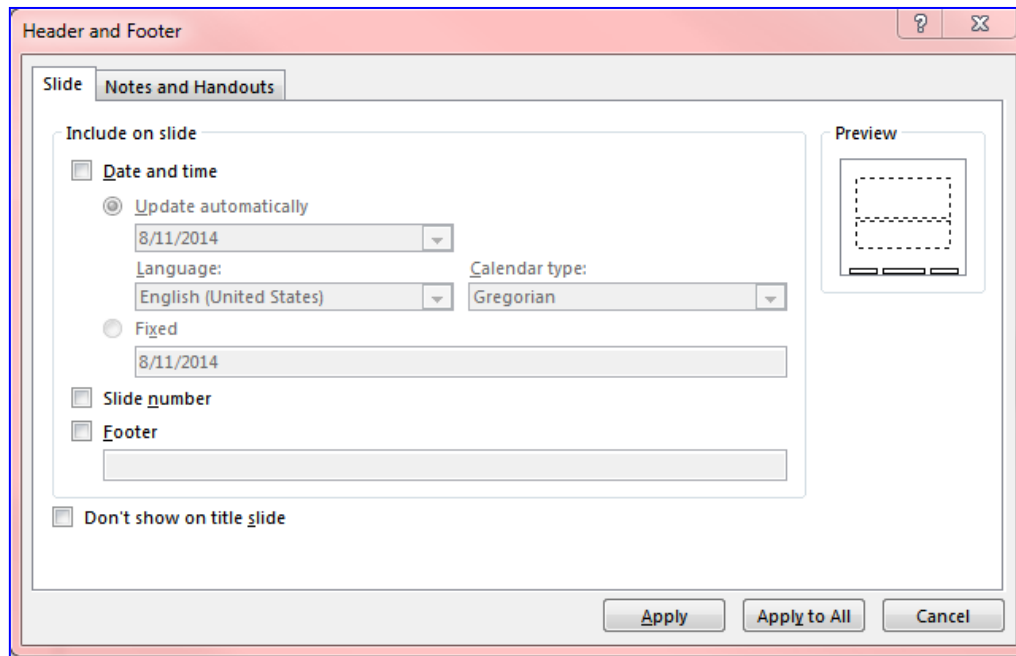 Header and Footer
Slide Notes and Handouts
Include on slide Preview
Date and time
Update automatically
8/11/2014
Language: Calendar type:
English (United States) Gregorian
Fixed
8/11/2014
Slide number
Footer
Don't show on title slide
Apply Apply to All Cancel